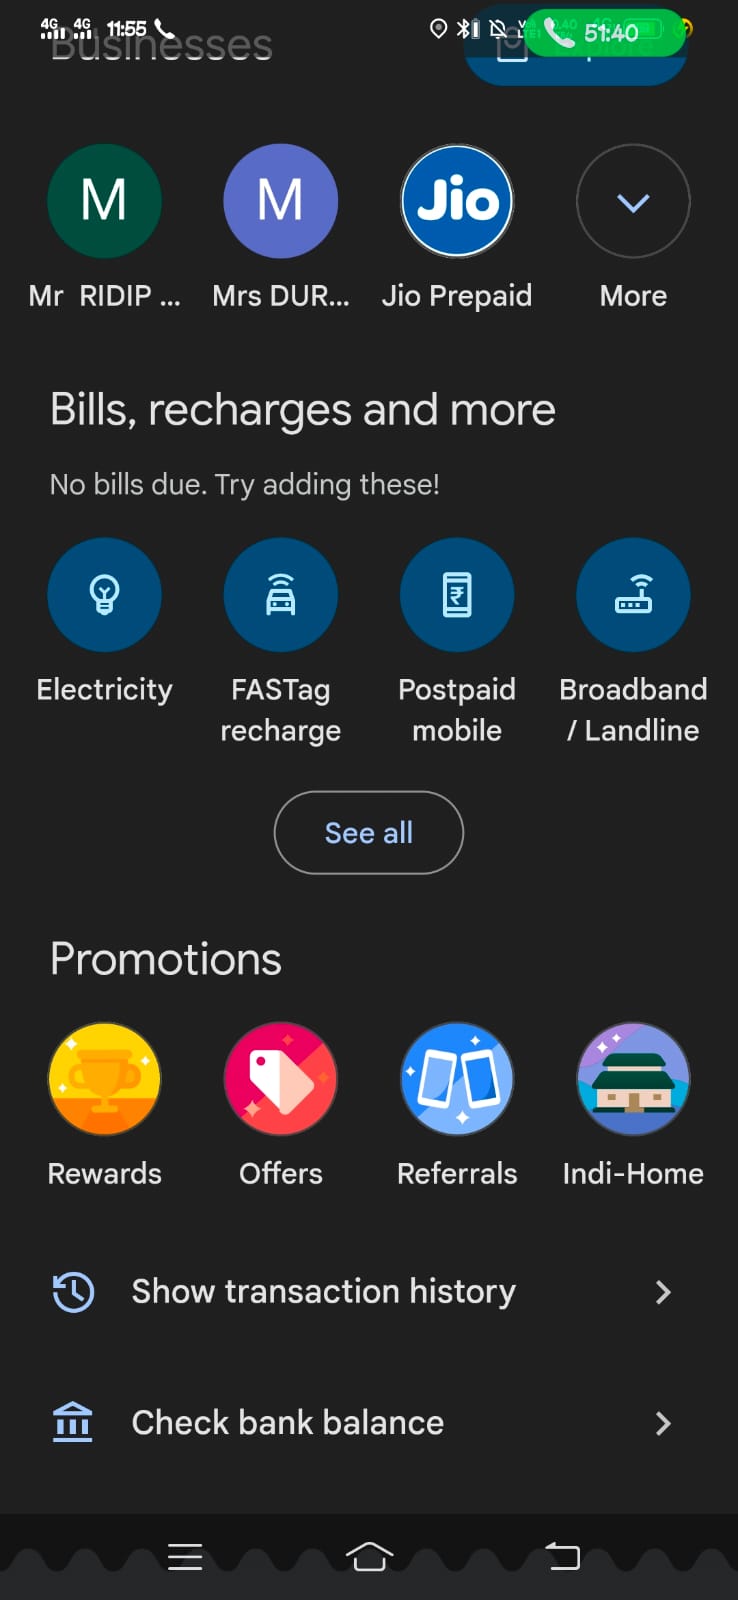 4G 4G 11:55 51:40
Businesses
M M Jio
Mr RIDIP ... Mrs DUR... Jio Prepaid More
Bills, recharges and more
No bills due. Try adding these!
Electricity FASTag Postpaid Broadband
recharge mobile / Landline
See all
Promotions
Rewards Offers Referrals Indi-Home
Show transaction history
Check bank balance